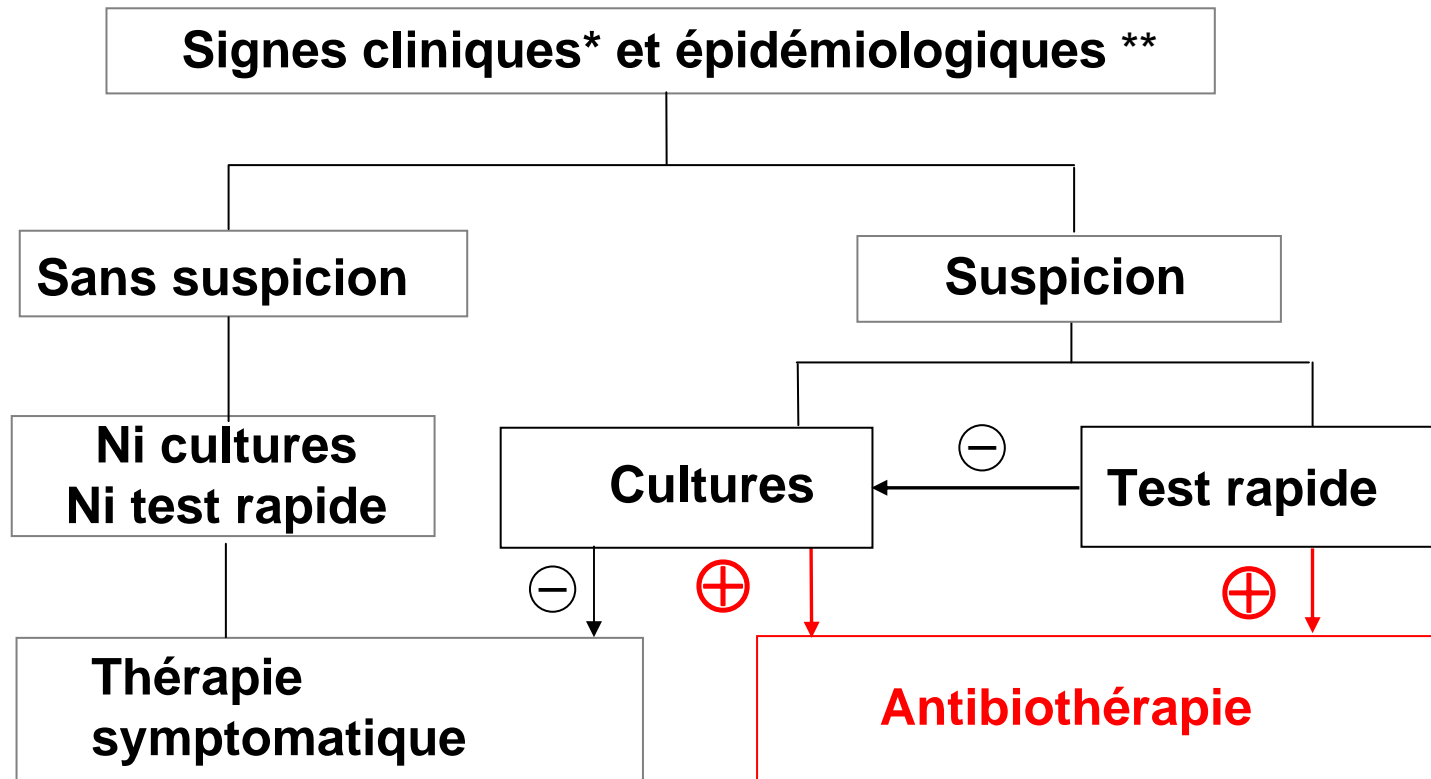 Signes cliniques* et épidémiologiques **
Sans suspicion
Suspicion
Ni cultures
Ni test rapide
Cultures
Test rapide
Thérapie
symptomatique
Antibiothérapie